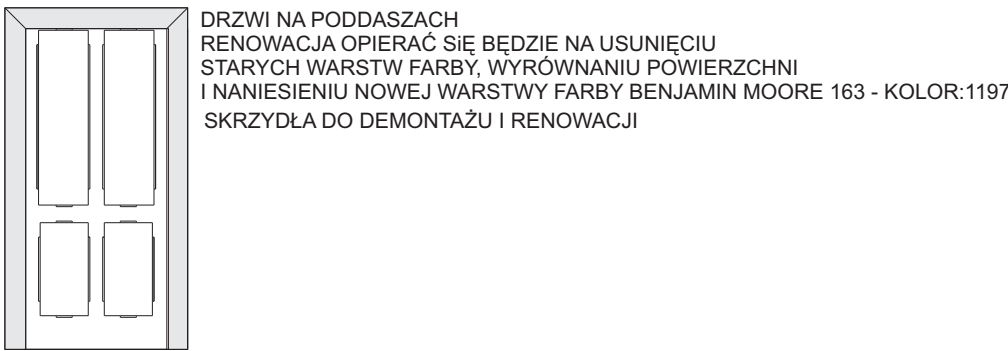 DRZWI NA PODDASZACH
RENOWACJA OPIERAĆ SiĘ BĘDZIE NA USUNIĘCIU
STARYCH WARSTW FARBY, WYRÓWNANIU POWIERZCHNI
I NANIESIENIU NOWEJ WARSTWY FARBY BENJAMIN MOORE 163 - KOLOR:1197
SKRZYDŁA DO DEMONTAŻU I RENOWACJI